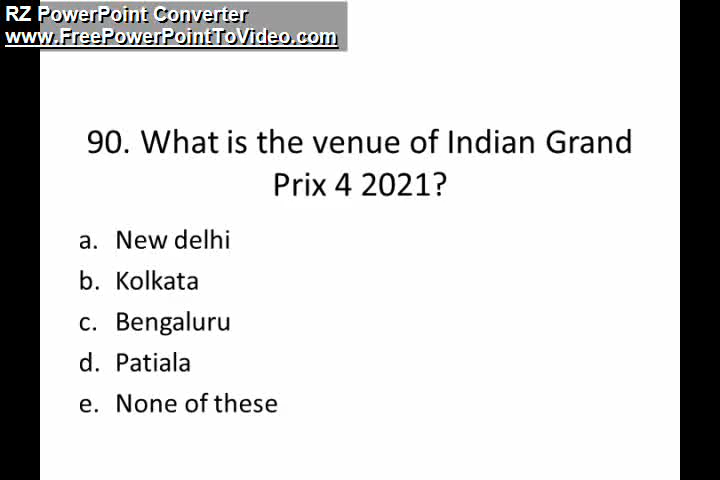 RZ PowerPoint Converter
www.FreePowerPointToVideo.com
90. What is the venue of Indian Grand
Prix 4 2021?
a. New delhi
b. Kolkata
c. Bengaluru
d. Patiala
e. None of these